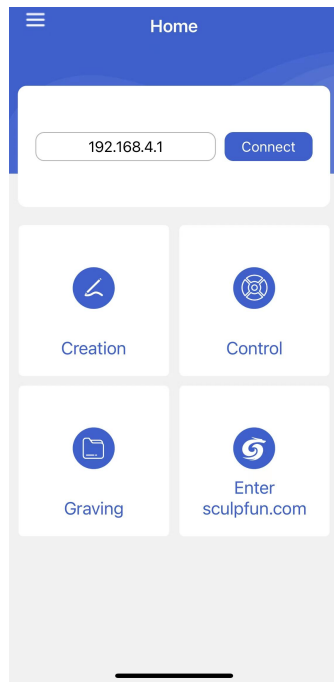 Home
192.168.4.1
Connect
Creation
Control
Graving
Enter
sculpfun.com